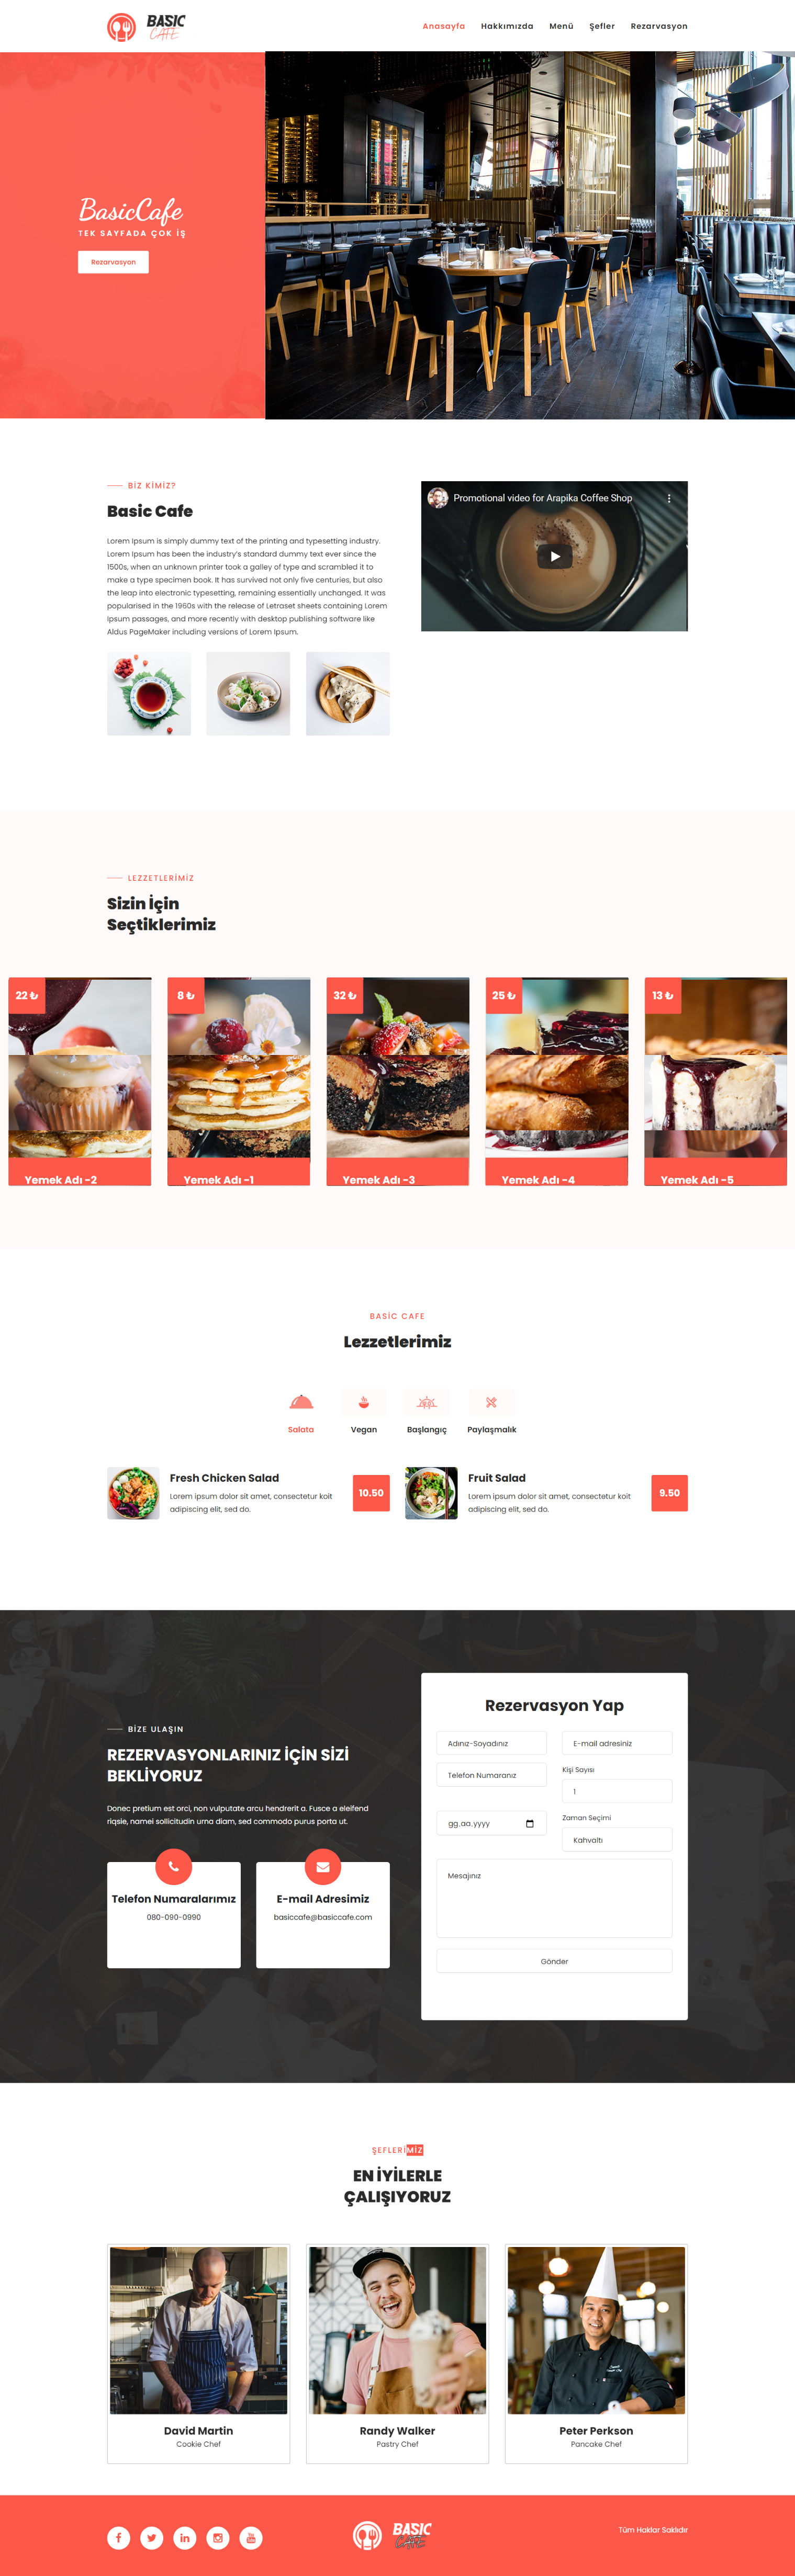 BASIC
CAFE
Anasayfa Hakkımızda Menü Şefler Rezarvasyon
BasicCafe
TEK SAYFADA ÇOK İŞ
Rezarvasyon
BİZ KİMİZ?
Basic Cafe
Lorem Ipsum is simply dummy text of the printing and typesetting industry.
Lorem Ipsum has been the industry's standard dummy text ever since the
1500s, when an unknown printer took a galley of type and scrambled it to
make a type specimen book. It has survived not only five centuries, but also
the leap into electronic typesetting, remaining essentially unchanged. It was
popularised in the 1960s with the release of Letraset sheets containing Lorem
Ipsum passages, and more recently with desktop publishing software like
Aldus PageMaker including versions of Lorem Ipsum.
Promotional video for Arapika Coffee Shop
LEZZETLERİMİZ
Sizin İçin
Seçtiklerimiz
22 ₺
8 ₺
32 ₺
25 ₺
13 ₺
Yemek Adı -2
Yemek Adı -1
Yemek Adı -3
Yemek Adı -4
Yemek Adı -5
BASİC CAFE
Lezzetlerimiz
Salata
Vegan
Başlangıç
Paylaşmalık
Fresh Chicken Salad
Lorem ipsum dolor sit amet, consectetur koit
adipiscing elit, sed do.
10.50
Fruit Salad
Lorem ipsum dolor sit amet, consectetur koit
adipiscing elit, sed do.
9.50
BİZE ULAŞIN
REZERVASYONLARINIZ İÇİN SİZİ
BEKLİYORUZ
Donec pretium est orci, non vulputate arcu hendrerit a. Fusce a eleifend
riqsie, namei sollicitudin urna diam, sed commodo purus porta ut.
Telefon Numaralarımız
080-090-0990
E-mail Adresimiz
basiccafe@basiccafe.com
Rezervasyon Yap
Adınız-Soyadınız
E-mail adresiniz
Telefon Numaranız
Kişi Sayısı
1
gg.aa.yyyy
Zaman Seçimi
Kahvaltı
Mesajınız
Gönder
ŞEFLERİMİZ
EN İYİLERLE
ÇALIŞIYORUZ
David Martin
Cookie Chef
Randy Walker
Pastry Chef
Peter Perkson
Pancake Chef
BASIC
CAFE
Tüm Haklar Saklıdır